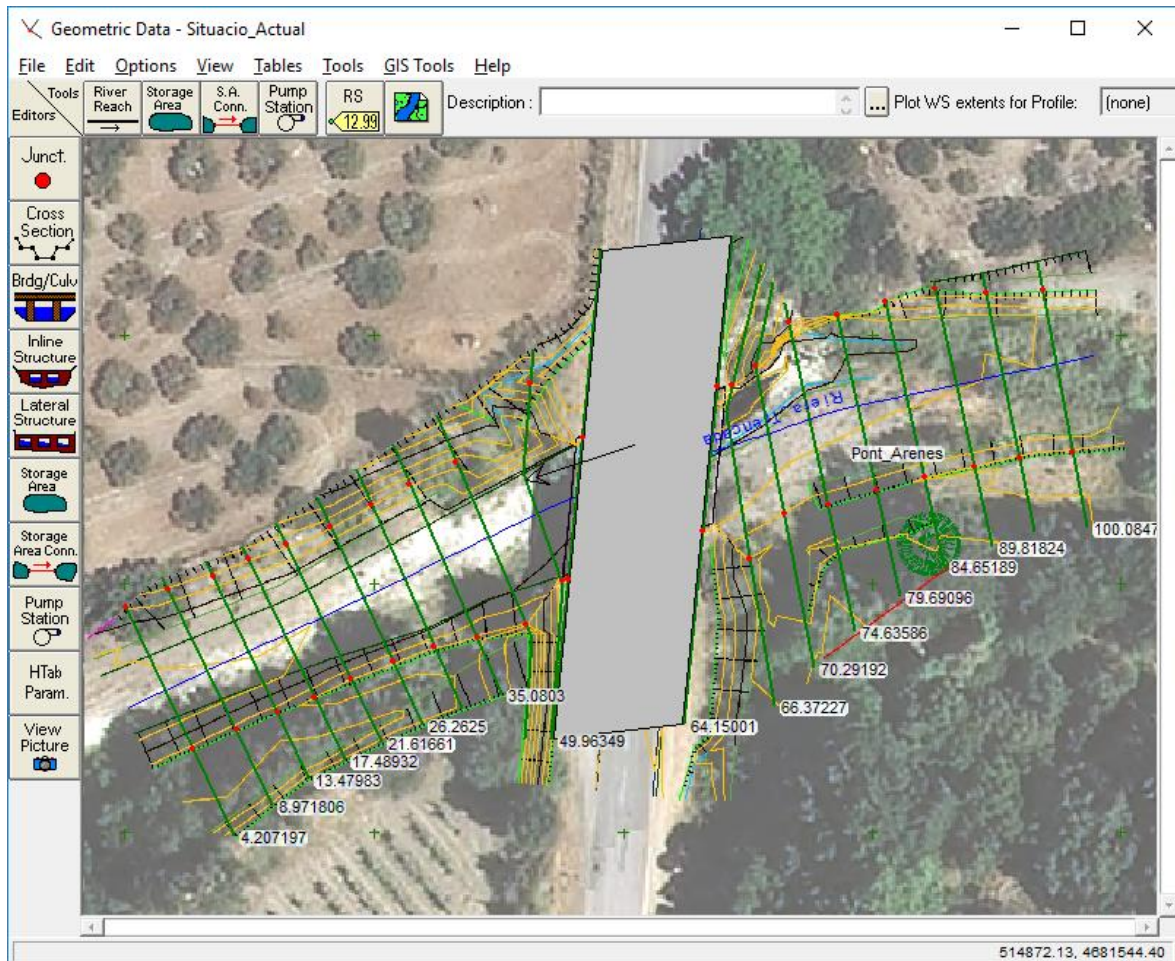 Geometric Data - Situacio_Actual
File Edit Options View Tables Tools GIS Tools Help
Tools
Editors
River
Reach
Storage
Area
S.A.
Conn.
Pump
Station
RS
12.99
Description :
...
Plot WS extents for Profile:
(none)
Junct.
Cross
Section
Brdg/Culv
Inline
Structure
Lateral
Structure
Storage
Area
Storage
Area Conn.
Pump
Station
HTab
Param.
View
Picture
Riera Trencada
Pont_Arenes
100.0847
89.81824
84.65189
79.69096
74.63586
70.29192
66.37227
64.15001
49.96349
35.0803
26.2625
21.61661
17.48932
13.47983
8.971806
4.207197
514872.13, 4681544.40